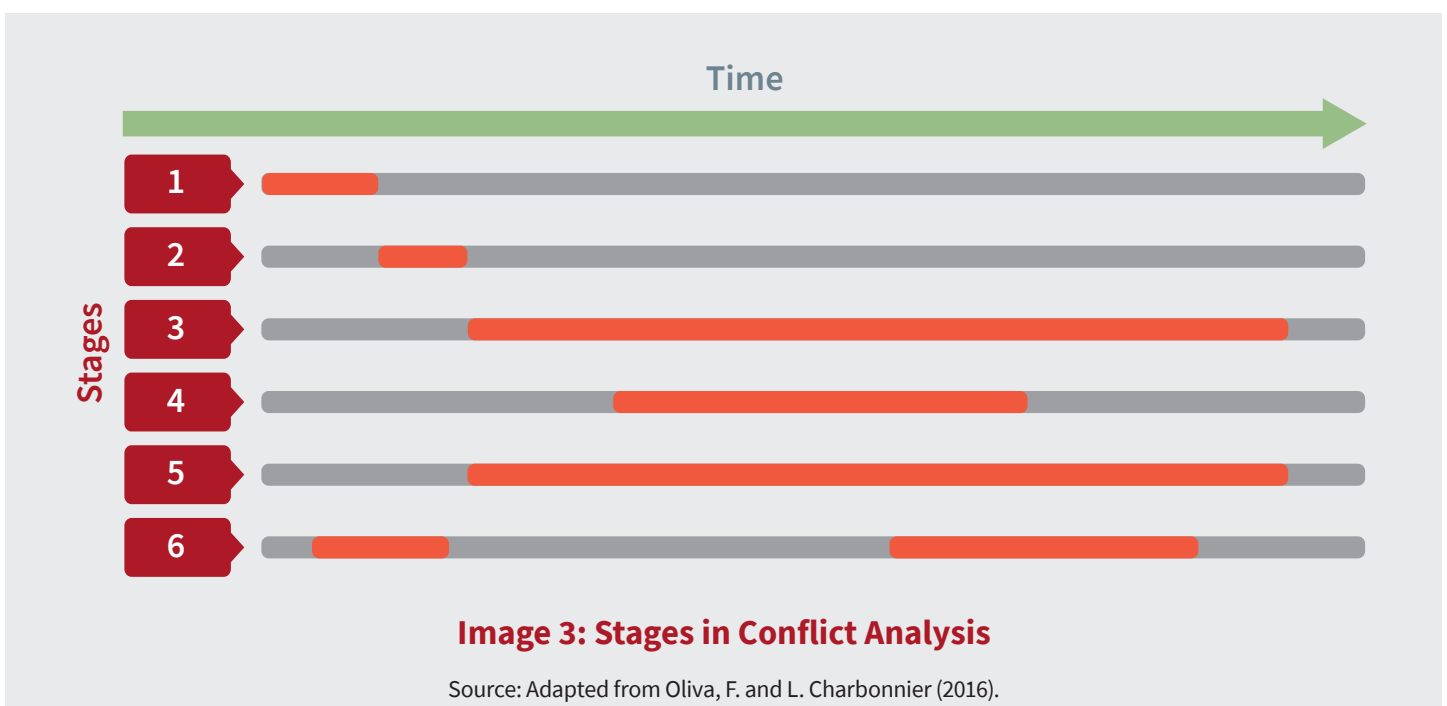 Time
1
2
3
4
5
6
Stages
Image 3: Stages in Conflict Analysis
Source: Adapted from Oliva, F. and L. Charbonnier (2016).